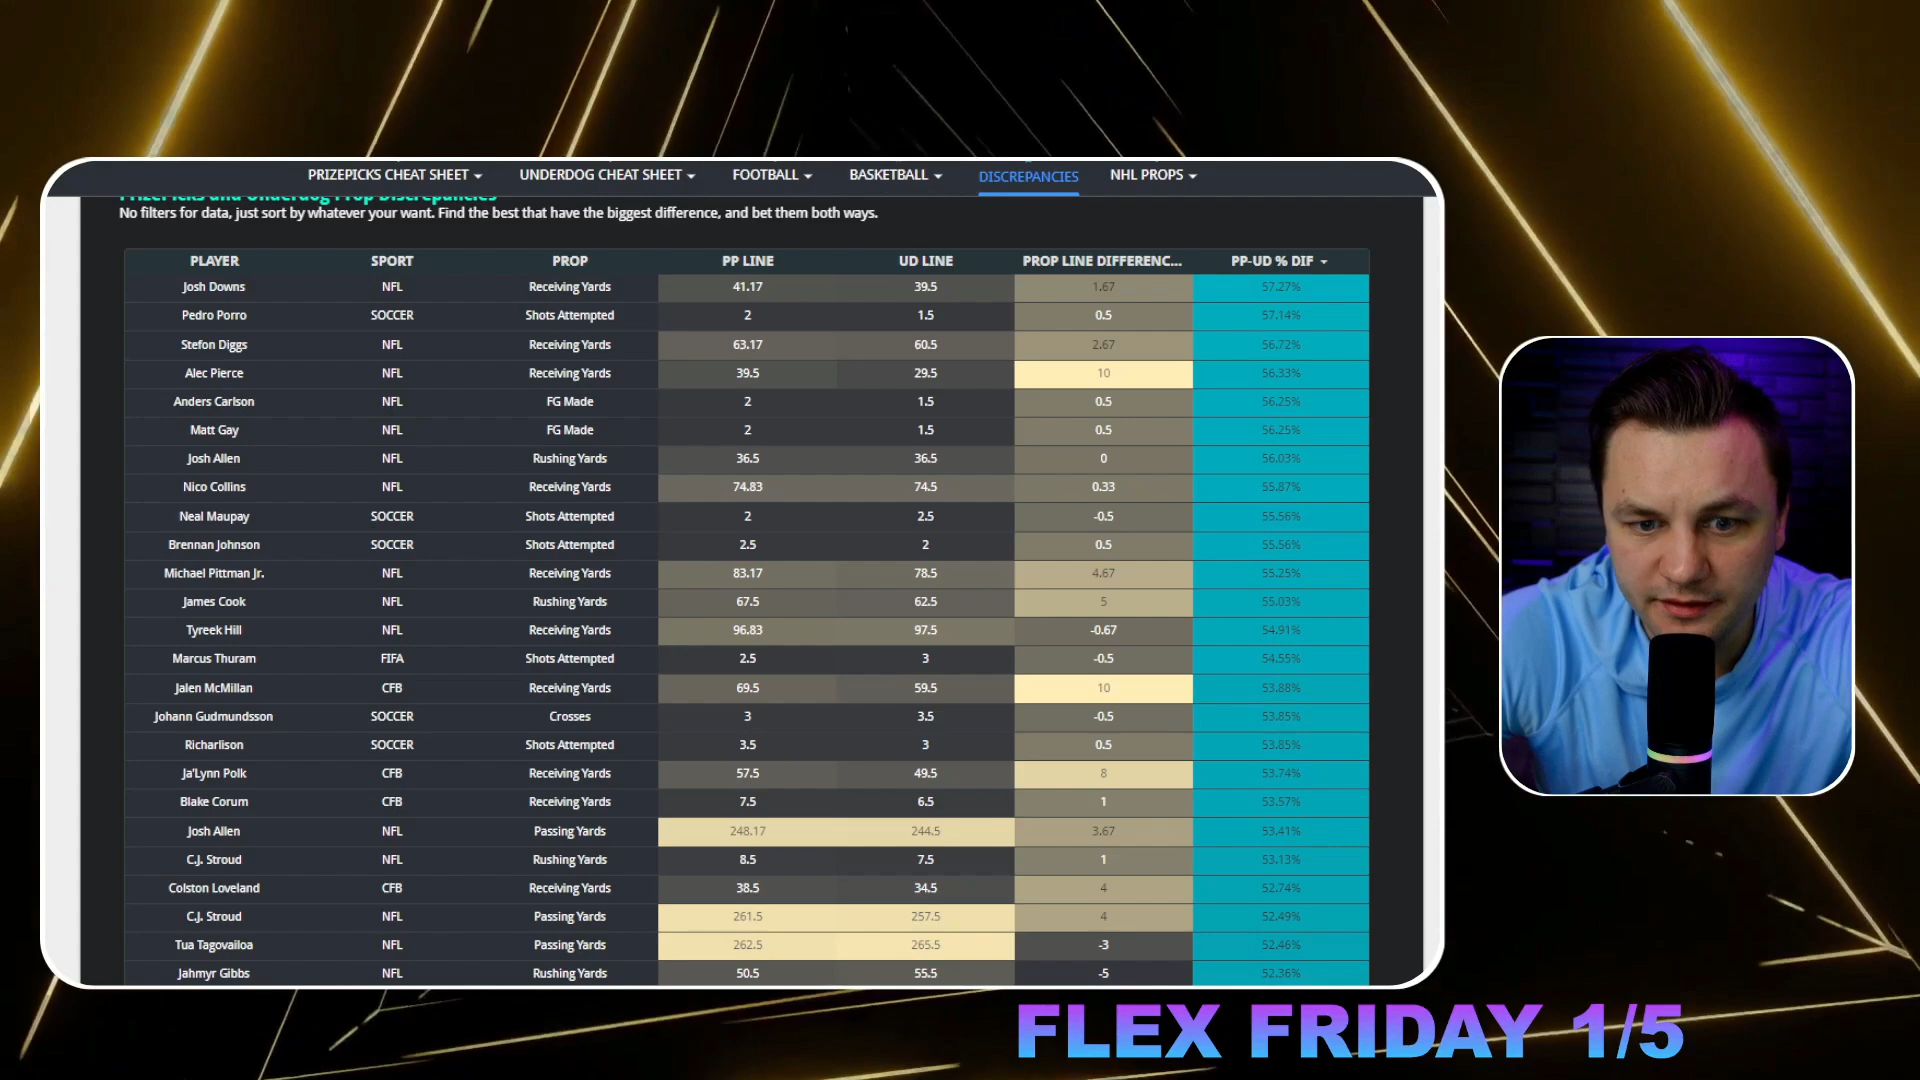 PRIZEPICKS CHEAT SHEET UNDERDOG CHEAT SHEET FOOTBALL BASKETBALL DISCREPANCIES NHL PROPS
PrizePicks and Underdog Prop Discrepancies
No filters for data, just sort by whatever your want. Find the best that have the biggest difference, and bet them both ways.
PLAYER SPORT PROP PP LINE UD LINE PROP LINE DIFFERENC... PP-UD % DIF
Josh Downs NFL Receiving Yards 41.17 39.5 1.67 57.27%
Pedro Porro SOCCER Shots Attempted 2 1.5 0.5 57.14%
Stefon Diggs NFL Receiving Yards 63.17 60.5 2.67 56.72%
Alec Pierce NFL Receiving Yards 39.5 29.5 10 56.33%
Anders Carlson NFL FG Made 2 1.5 0.5 56.25%
Matt Gay NFL FG Made 2 1.5 0.5 56.25%
Josh Allen NFL Rushing Yards 36.5 36.5 0 56.03%
Nico Collins NFL Receiving Yards 74.83 74.5 0.33 55.87%
Neal Maupay SOCCER Shots Attempted 2 2.5 -0.5 55.56%
Brennan Johnson SOCCER Shots Attempted 2.5 2 0.5 55.56%
Michael Pittman Jr. NFL Receiving Yards 83.17 78.5 4.67 55.25%
James Cook NFL Rushing Yards 67.5 62.5 5 55.03%
Tyreek Hill NFL Receiving Yards 96.83 97.5 -0.67 54.91%
Marcus Thuram FIFA Shots Attempted 2.5 3 -0.5 54.55%
Jalen McMillan CFB Receiving Yards 69.5 59.5 10 53.88%
Johann Gudmundsson SOCCER Crosses 3 3.5 -0.5 53.85%
Richarlison SOCCER Shots Attempted 3.5 3 0.5 53.85%
Ja'Lynn Polk CFB Receiving Yards 57.5 49.5 8 53.74%
Blake Corum CFB Receiving Yards 7.5 6.5 1 53.57%
Josh Allen NFL Passing Yards 248.17 244.5 3.67 53.41%
C.J. Stroud NFL Rushing Yards 8.5 7.5 1 53.13%
Colston Loveland CFB Receiving Yards 38.5 34.5 4 52.74%
C.J. Stroud NFL Passing Yards 261.5 257.5 4 52.49%
Tua Tagovailoa NFL Passing Yards 262.5 265.5 -3 52.46%
Jahmyr Gibbs NFL Rushing Yards 50.5 55.5 -5 52.36%
FLEX FRIDAY 1/5